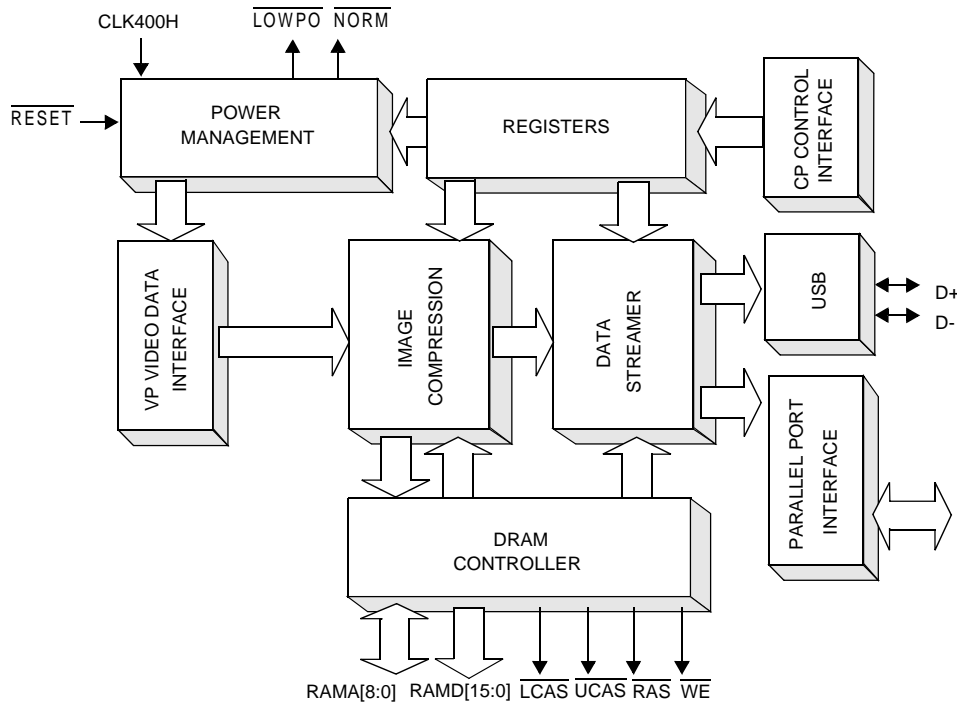 CLK400H
LOWPO NORM
RESET
POWER
MANAGEMENT
REGISTERS
CP CONTROL
INTERFACE
VP VIDEO DATA
INTERFACE
IMAGE
COMPRESSION
DATA
STREAMER
USB
D+
D-
PARALLEL PORT
INTERFACE
DRAM
CONTROLLER
RAMA[8:0] RAMD[15:0] LCAS UCAS RAS WE